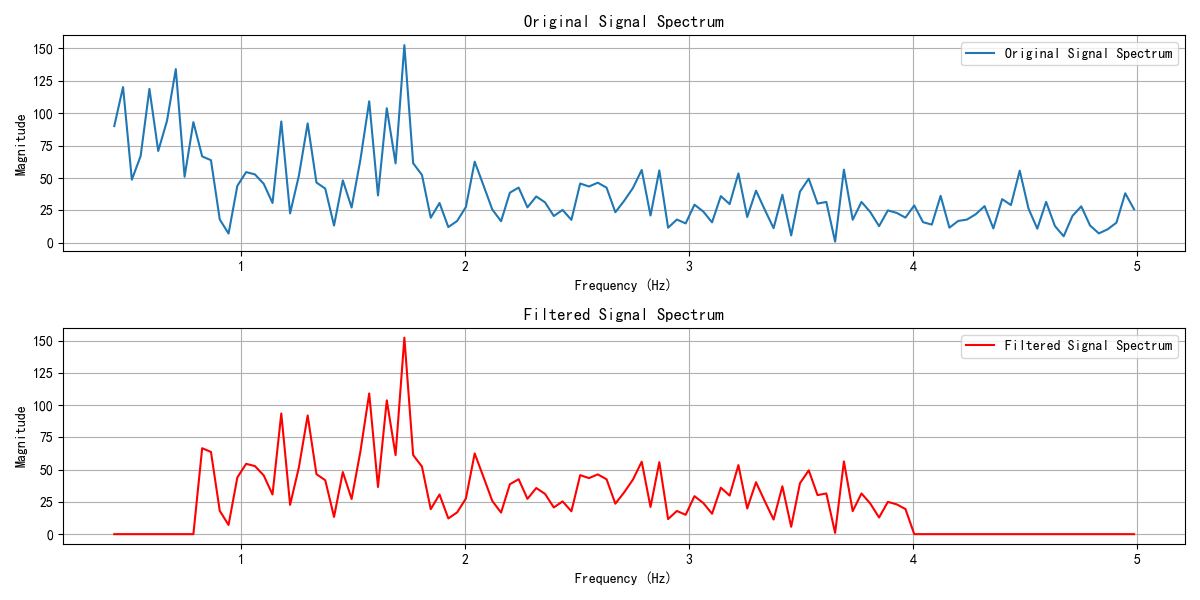 Original Signal Spectrum
150
125
100
75
50
25
0
Magnitude
Original Signal Spectrum
1 2 3 4 5
Frequency (Hz)
Filtered Signal Spectrum
150
125
100
75
50
25
0
Magnitude
Filtered Signal Spectrum
1 2 3 4 5
Frequency (Hz)